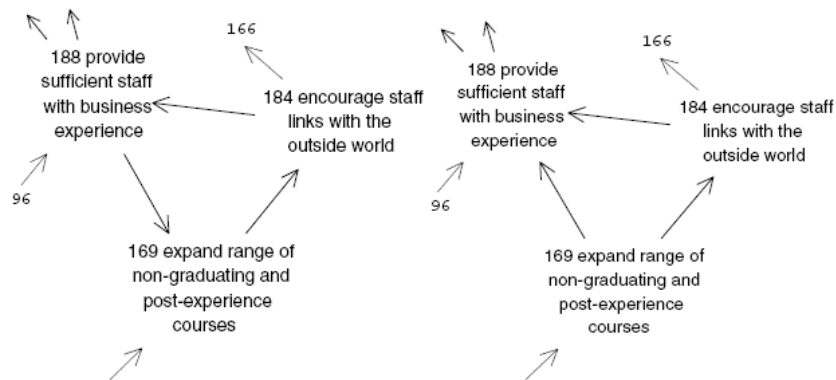 166
188 provide
sufficient staff
with business
experience
184 encourage staff
links with the
outside world
96
169 expand range of
non-graduating and
post-experience
courses
166
188 provide
sufficient staff
with business
experience
184 encourage staff
links with the
outside world
96
169 expand range of
non-graduating and
post-experience
courses